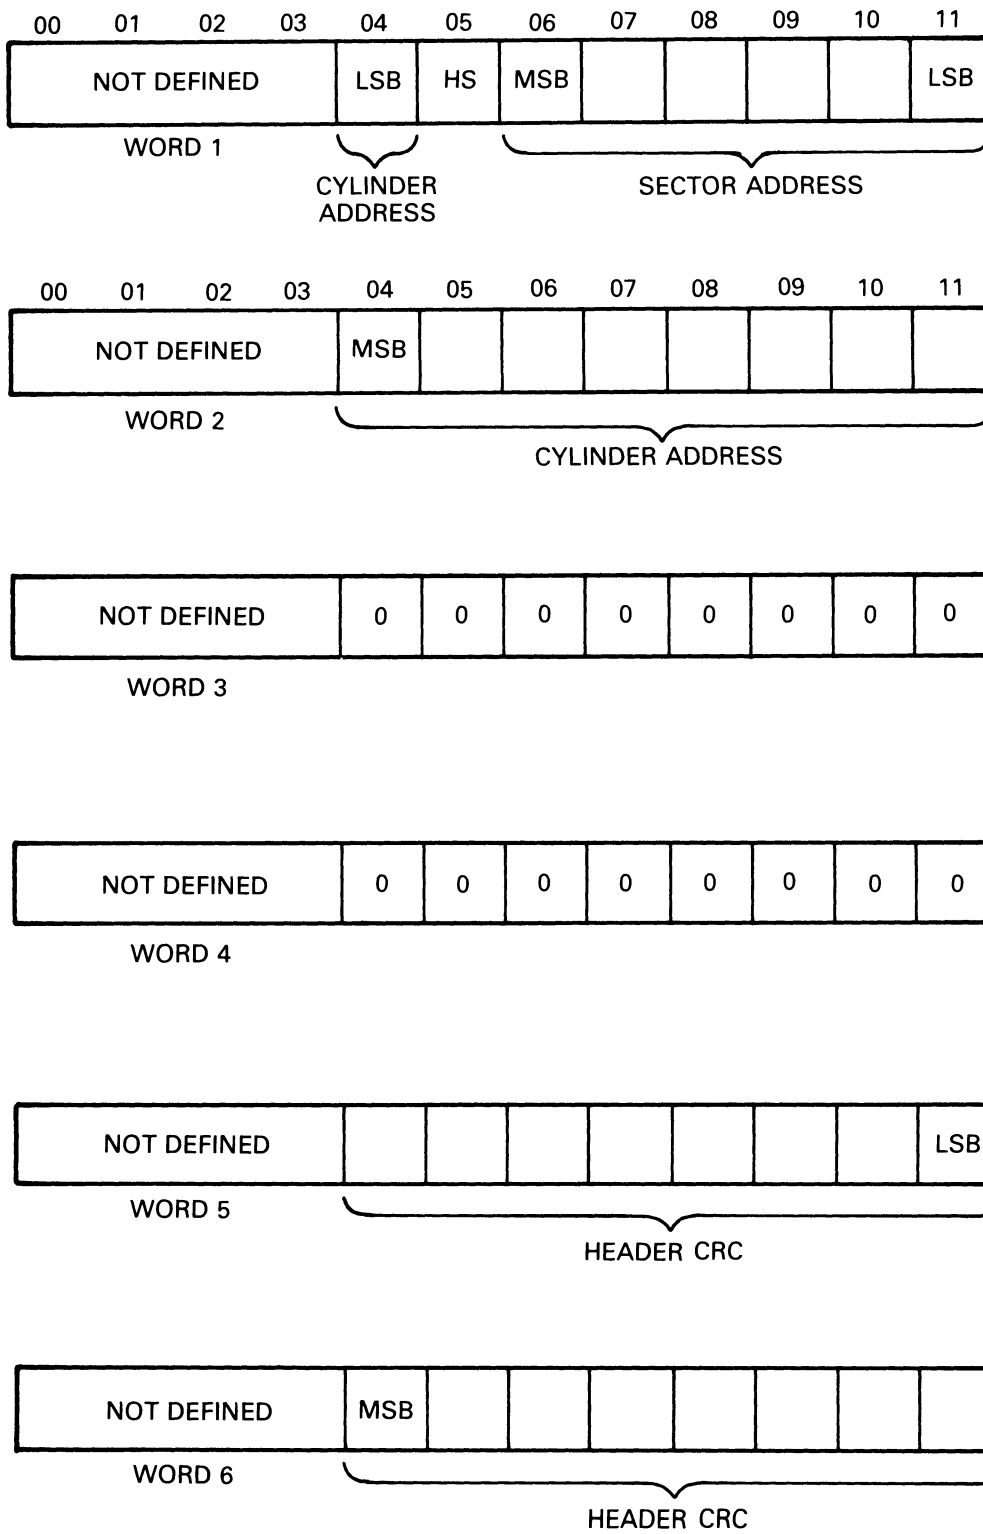 00 01 02 03 04 05 06 07 08 09 10 11
NOT DEFINED LSB HS MSB LSB
WORD 1
CYLINDER
ADDRESS
SECTOR ADDRESS
00 01 02 03 04 05 06 07 08 09 10 11
NOT DEFINED MSB
WORD 2
CYLINDER ADDRESS
NOT DEFINED 0 0 0 0 0 0 0 0
WORD 3
NOT DEFINED 0 0 0 0 0 0 0 0
WORD 4
NOT DEFINED LSB
WORD 5
HEADER CRC
NOT DEFINED MSB
WORD 6
HEADER CRC